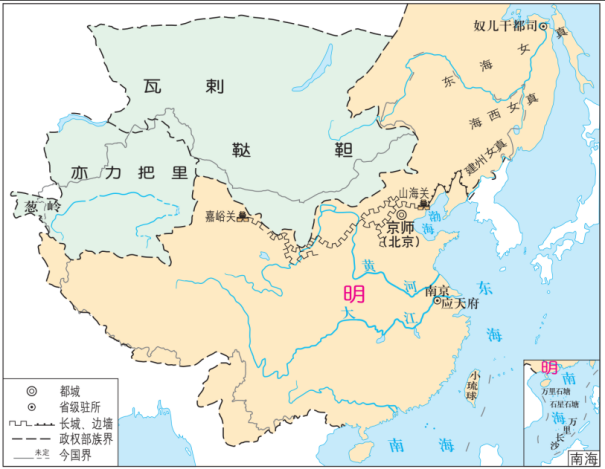 奴儿干都司
东海女真
海西女真
建州女真
瓦剌
鞑靼
亦力把里
葱岭
嘉峪关
山海关
京师
(北京)
渤海
黄河
明
大江
南京
应天府
东海
小琉球
南海
都城
省级驻所
长城、边墙
政权部族界
未定
今国界
明
南海
万里石塘
石星石塘
万里长沙
南海